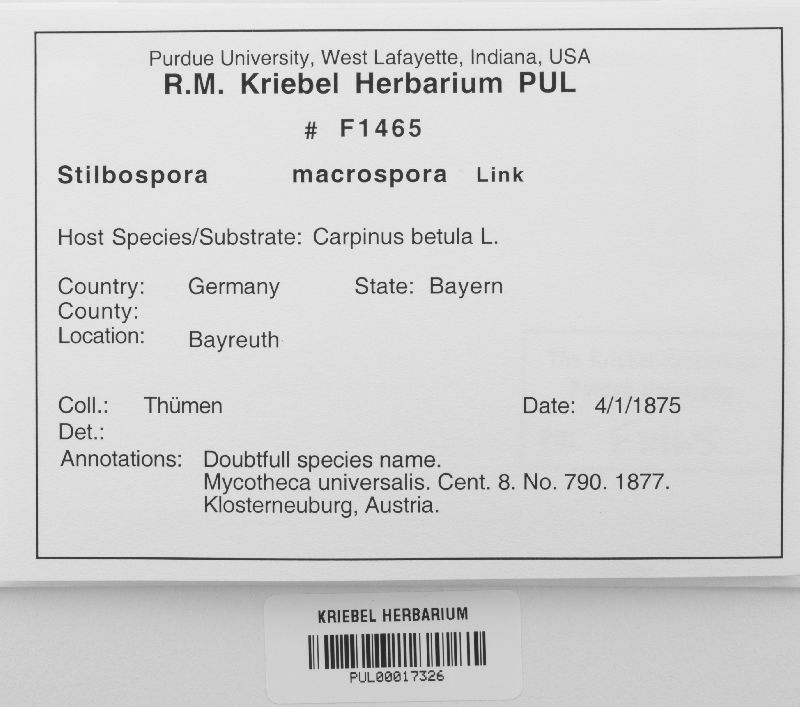 Purdue University, West Lafayette, Indiana, USA
R.M. Kriebel Herbarium PUL
# F1465
Stilbospora macrospora Link
Host Species/Substrate: Carpinus betula L.
Country: Germany State: Bayern
County:
Location: Bayreuth
Coll.: Thümen Date: 4/1/1875
Det.:
Annotations: Doubtfull species name.
Mycotheca universalis. Cent. 8. No. 790. 1877.
Klosterneuburg, Austria.
KRIEBEL HERBARIUM
PUL00017326